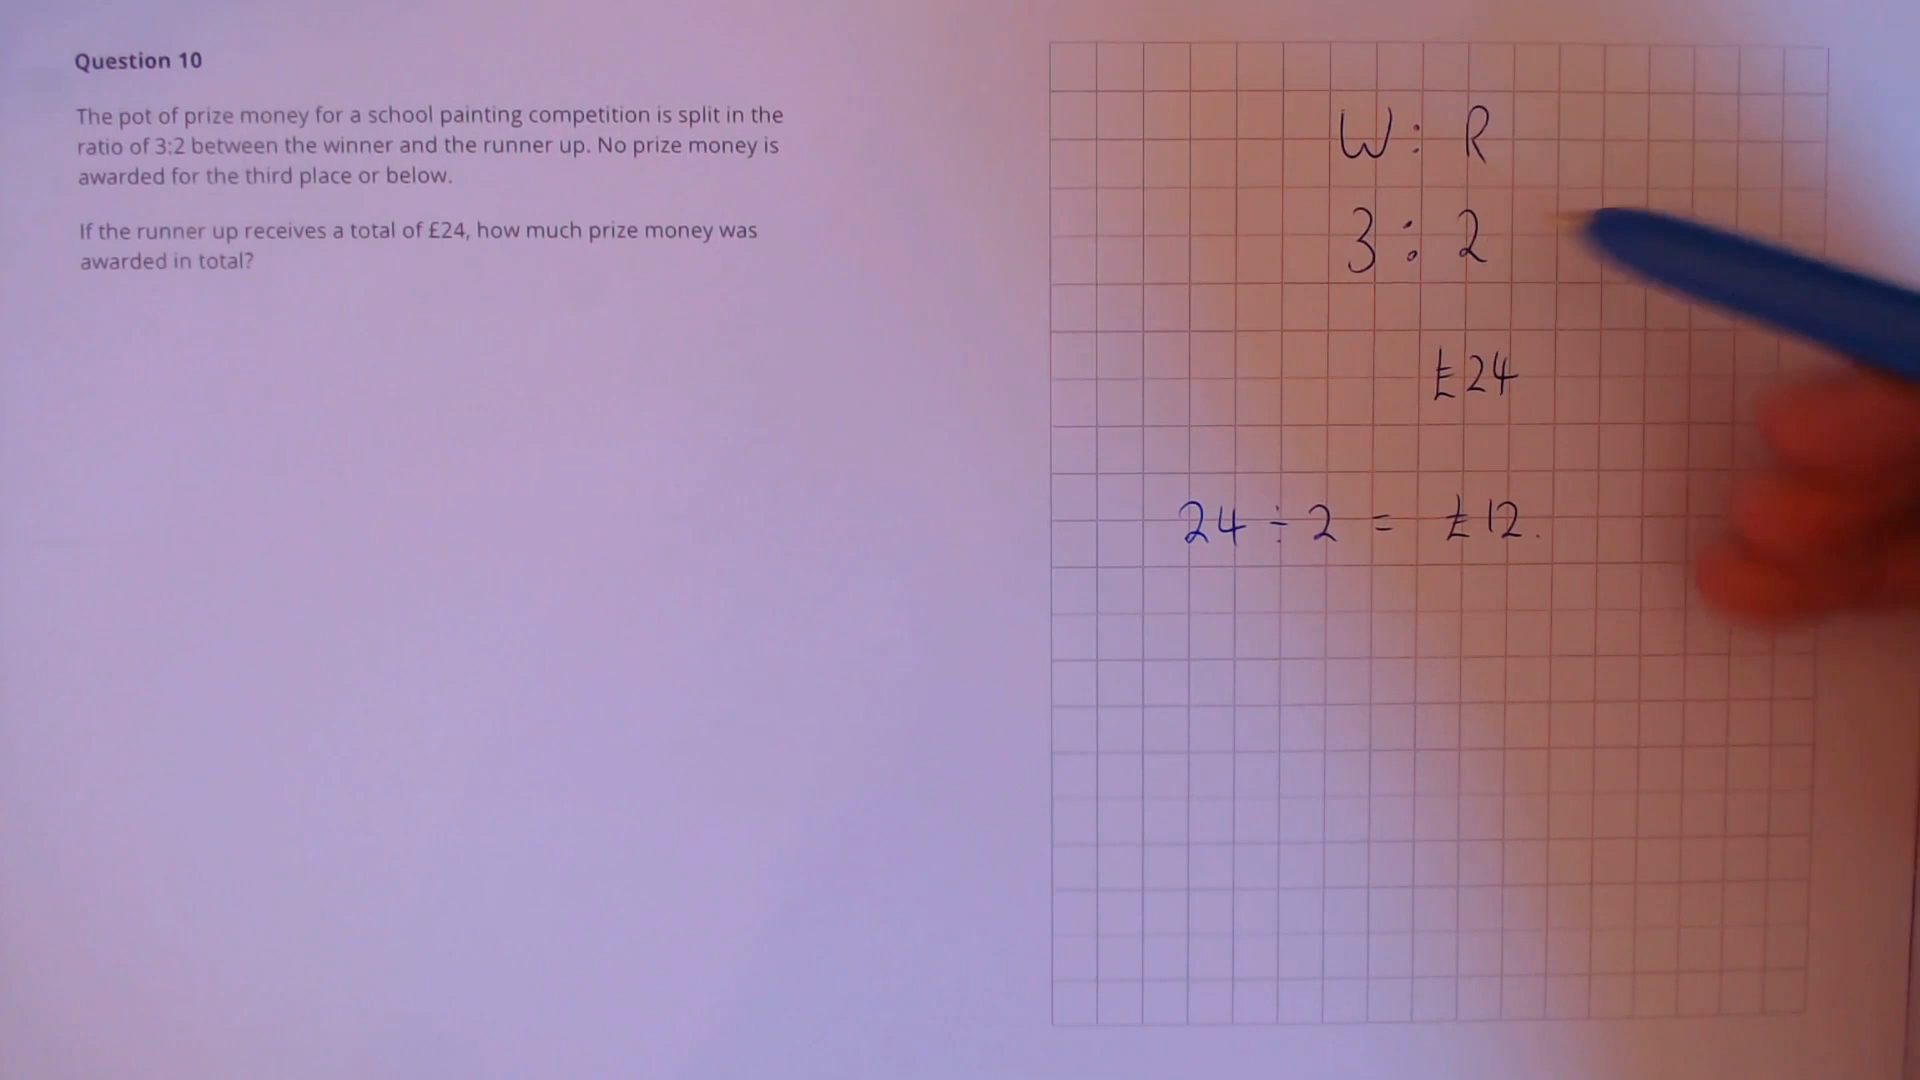 Question 10
The pot of prize money for a school painting competition is split in the
ratio of 3:2 between the winner and the runner up. No prize money is
awarded for the third place or below.
If the runner up receives a total of £24, how much prize money was
awarded in total?
W : R
3 : 2
£24
24 ÷ 2 = £12.